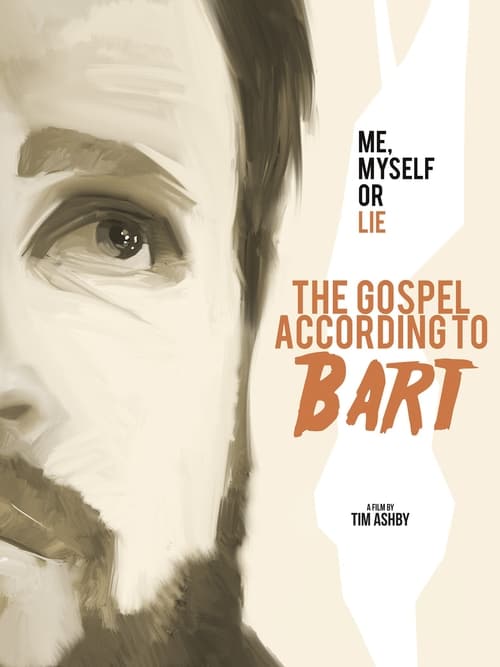 ME,
MYSELF
OR
LIE
THE GOSPEL
ACCORDING TO
BART
A FILM BY
TIM ASHBY